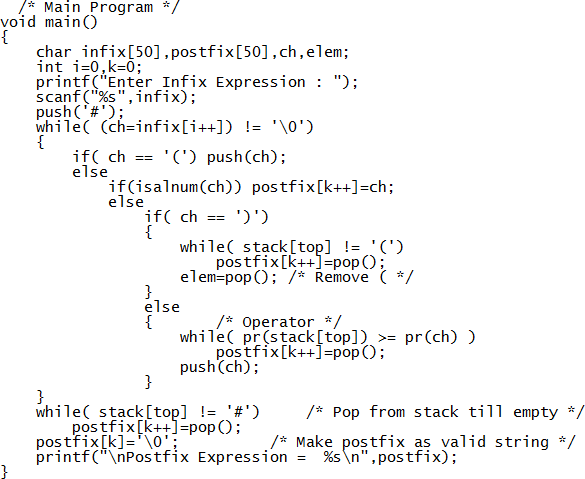 /* Main Program */
void main()
{
    char infix[50],postfix[50],ch,elem;
    int i=0,k=0;
    printf("Enter Infix Expression : ");
    scanf("%s",infix);
    push('#');
    while( (ch=infix[i++]) != '\0')
    {
        if( ch == '(') push(ch);
        else
            if(isalnum(ch)) postfix[k++]=ch;
            else
                if( ch == ')')
                {
                    while( stack[top] != '(')
                        postfix[k++]=pop();
                    elem=pop(); /* Remove ( */
                }
                else
                {       /* Operator */
                    while( pr(stack[top]) >= pr(ch) )
                        postfix[k++]=pop();
                    push(ch);
                }
    }
    while( stack[top] != '#')     /* Pop from stack till empty */
        postfix[k++]=pop();
    postfix[k]='\0';          /* Make postfix as valid string */
    printf("\nPostfix Expression =  %s\n",postfix);
}